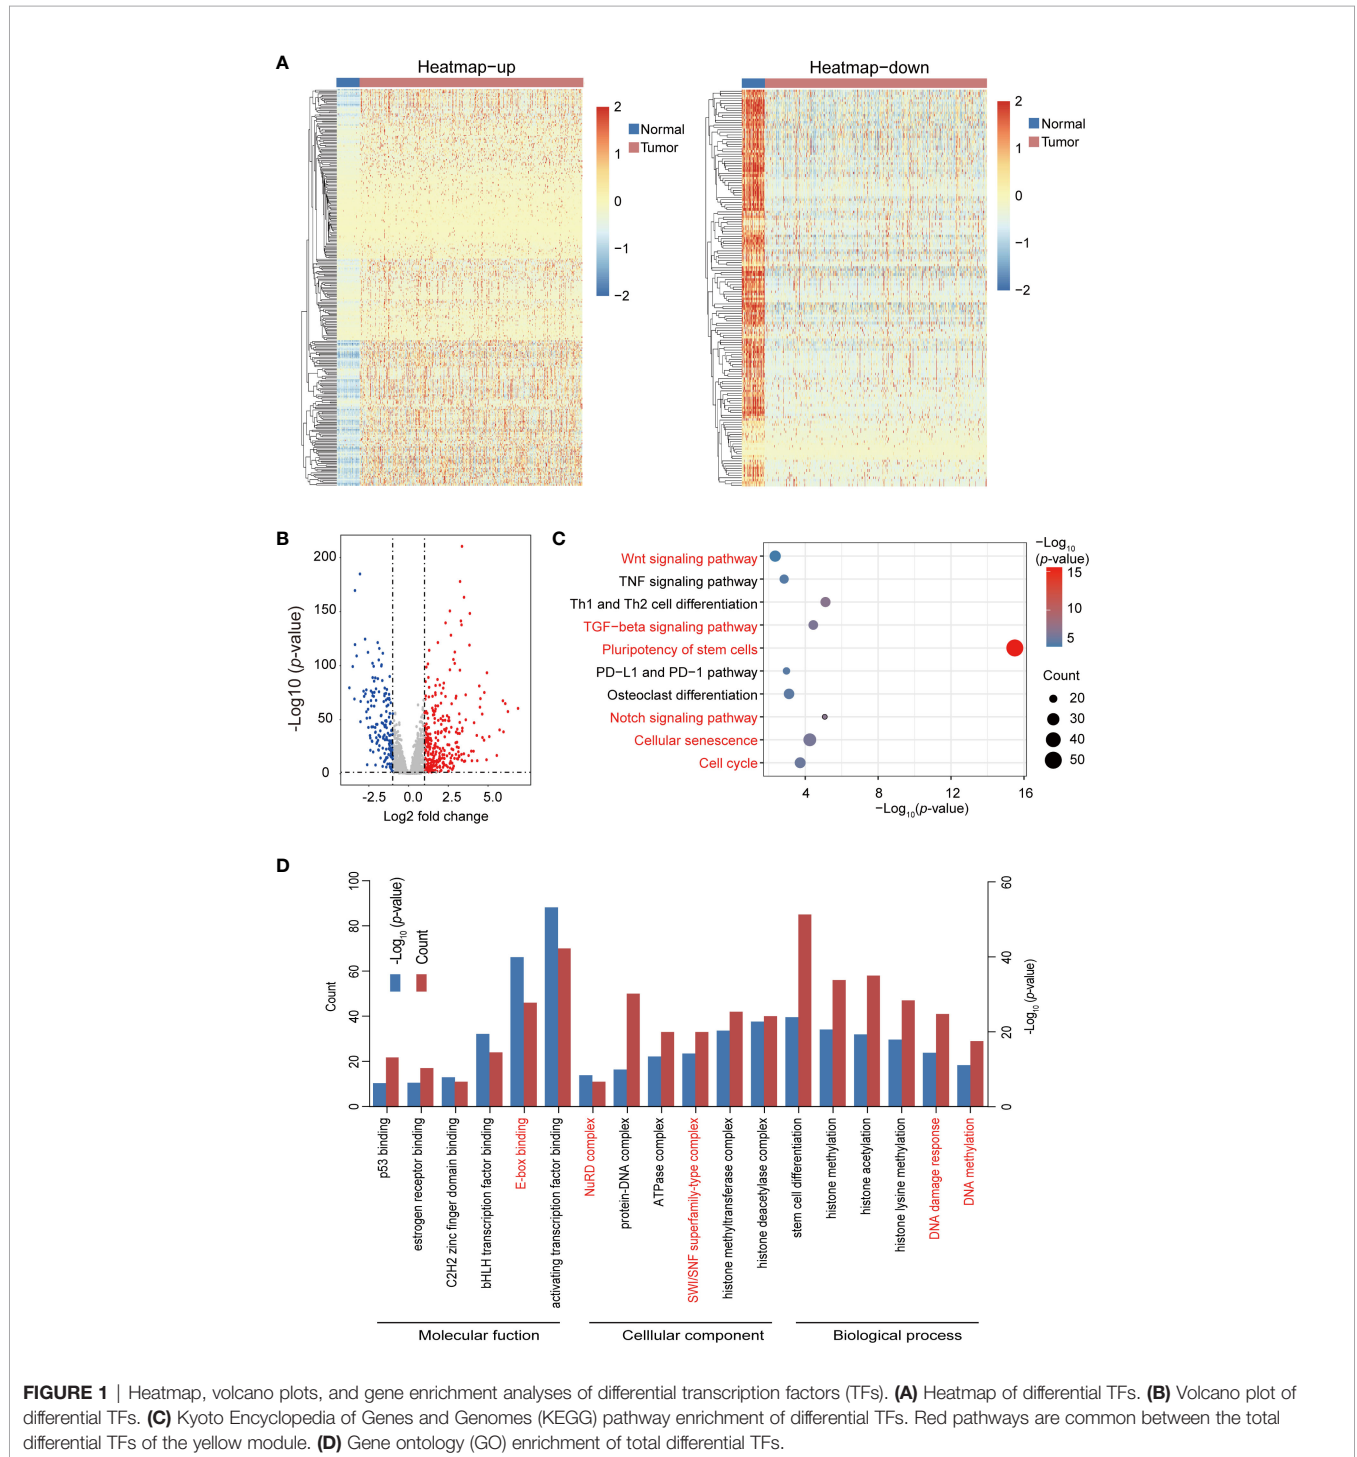 A
Heatmap−up
2
1
0
−1
−2
Normal
Tumor
Heatmap−down
2
1
0
−1
−2
Normal
Tumor
B
-Log10 (p-value)
200
150
100
50
0
-2.5
0.0
2.5
5.0
Log2 fold change
C
Wnt signaling pathway
TNF signaling pathway
Th1 and Th2 cell differentiation
TGF−beta signaling pathway
Pluripotency of stem cells
PD−L1 and PD−1 pathway
Osteoclast differentiation
Notch signaling pathway
Cellular senescence
Cell cycle
4
8
12
16
−Log10(p-value)
−Log10
(p-value)
15
10
5
Count
20
30
40
50
D
Count
0
20
40
60
80
100
-Log10 (p-value)
Count
0
20
40
60
-Log10 (p-value)
p53 binding
estrogen receptor binding
C2H2 zinc finger domain binding
bHLH transcription factor binding
E-box binding
activating transcription factor binding
NuRD complex
protein-DNA complex
ATPase complex
SWI/SNF superfamily-type complex
histone methyltransferase complex
histone deacetylase complex
stem cell differentiation
histone methylation
histone acetylation
histone lysine methylation
DNA damage response
DNA methylation
Molecular fuction
Celllular component
Biological process
FIGURE 1 | Heatmap, volcano plots, and gene enrichment analyses of differential transcription factors (TFs). (A) Heatmap of differential TFs. (B) Volcano plot of
differential TFs. (C) Kyoto Encyclopedia of Genes and Genomes (KEGG) pathway enrichment of differential TFs. Red pathways are common between the total
differential TFs of the yellow module. (D) Gene ontology (GO) enrichment of total differential TFs.